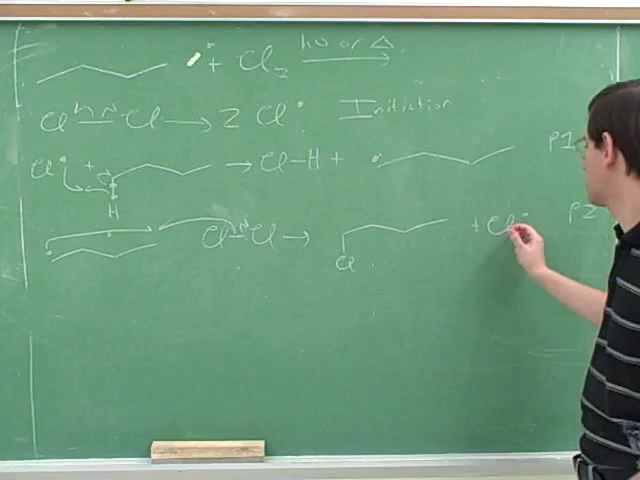 + Cl₂ hν or Δ →
Cl—Cl → 2 Cl• Initiation
Cl• + H → Cl-H + • P1
Cl—Cl → Cl + Cl• P2